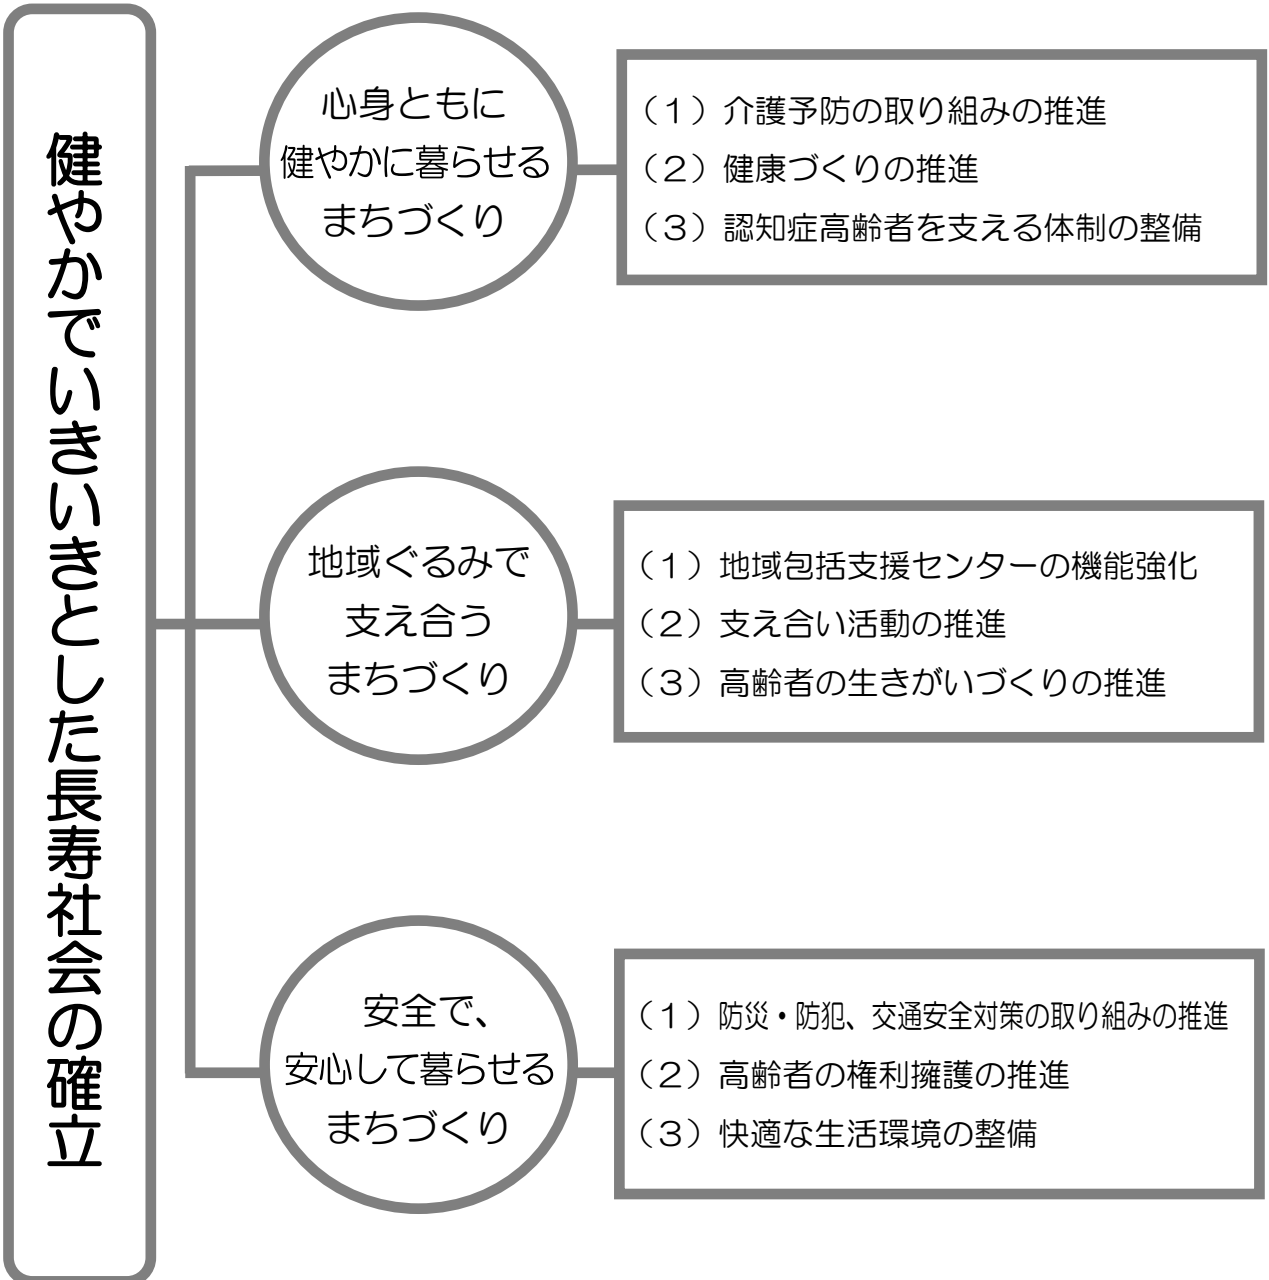 健やかでいきいきとした長寿社会の確立
心身ともに
健やかに暮らせる
まちづくり
（１）介護予防の取り組みの推進
（２）健康づくりの推進
（３）認知症高齢者を支える体制の整備
地域ぐるみで
支え合う
まちづくり
（１）地域包括支援センターの機能強化
（２）支え合い活動の推進
（３）高齢者の生きがいづくりの推進
安全で、
安心して暮らせる
まちづくり
（１）防災・防犯、交通安全対策の取り組みの推進
（２）高齢者の権利擁護の推進
（３）快適な生活環境の整備